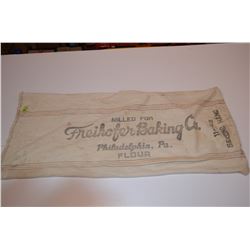 MILLED FOR
Freihofer Baking Co.
Philadelphia, Pa.
FLOUR